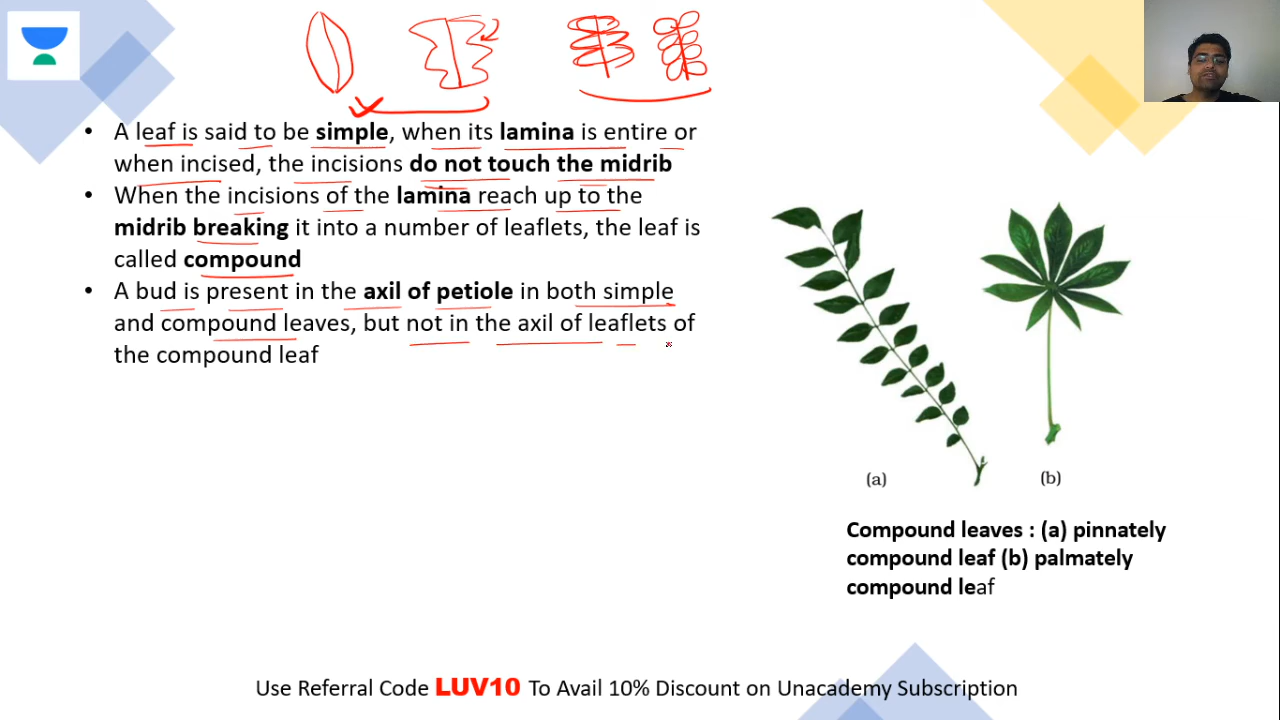 • A leaf is said to be simple, when its lamina is entire or
when incised, the incisions do not touch the midrib
• When the incisions of the lamina reach up to the
midrib breaking it into a number of leaflets, the leaf is
called compound
• A bud is present in the axil of petiole in both simple
and compound leaves, but not in the axil of leaflets of
the compound leaf
(a)
(b)
Compound leaves : (a) pinnately
compound leaf (b) palmately
compound leaf
Use Referral Code LUV10 To Avail 10% Discount on Unacademy Subscription